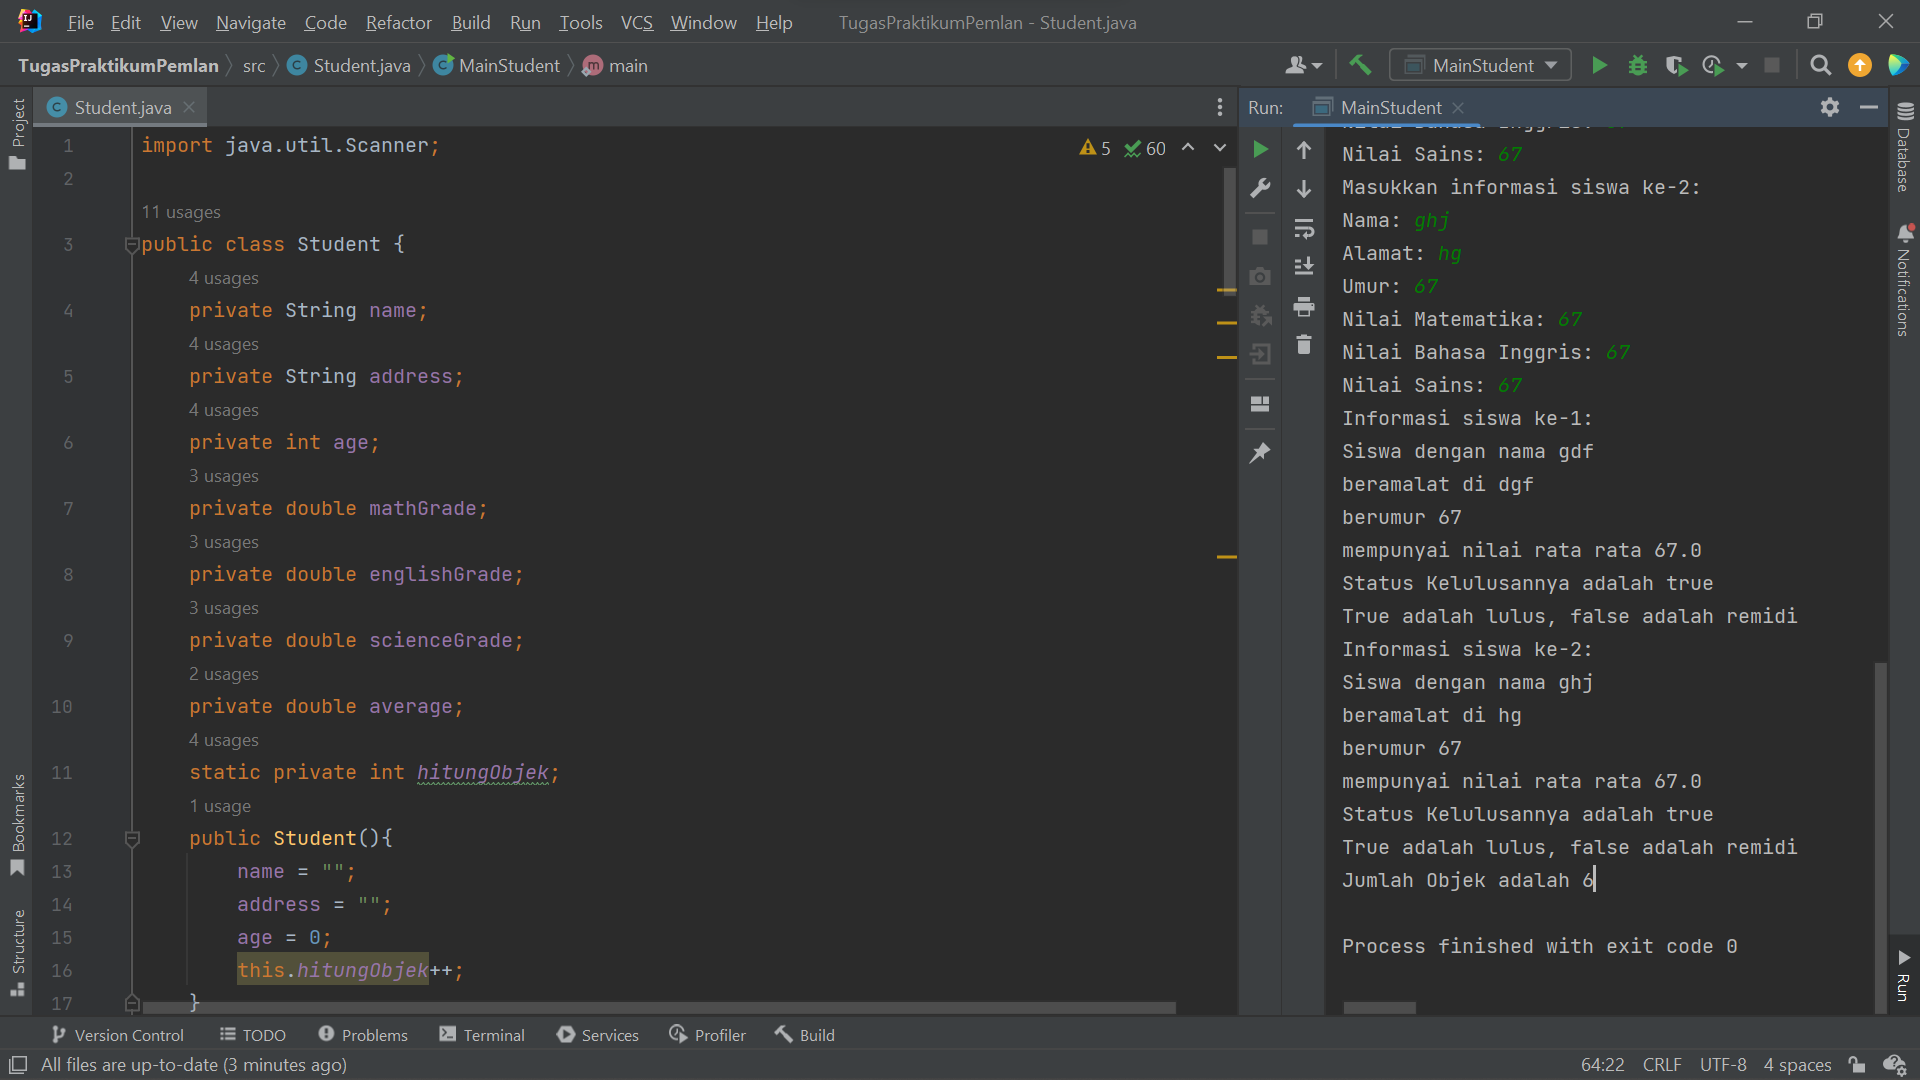 File Edit View Navigate Code Refactor Build Run Tools VCS Window Help TugasPraktikumPemlan - Student.java
TugasPraktikumPemlan src Student.java MainStudent main MainStudent
Project
Student.java
1 import java.util.Scanner;
5 60
2
11 usages
3 public class Student {
4 usages
4 private String name;
4 usages
5 private String address;
4 usages
6 private int age;
3 usages
7 private double mathGrade;
3 usages
8 private double englishGrade;
3 usages
9 private double scienceGrade;
2 usages
10 private double average;
4 usages
11 static private int hitungObjek;
1 usage
12 public Student(){
13 name = "";
14 address = "";
15 age = 0;
16 this.hitungObjek++;
17 }
Bookmarks
Structure
Run: MainStudent
Nilai Sains: 67
Masukkan informasi siswa ke-2:
Nama: ghj
Alamat: hg
Umur: 67
Nilai Matematika: 67
Nilai Bahasa Inggris: 67
Nilai Sains: 67
Informasi siswa ke-1:
Siswa dengan nama gdf
beramalat di dgf
berumur 67
mempunyai nilai rata rata 67.0
Status Kelulusannya adalah true
True adalah lulus, false adalah remidi
Informasi siswa ke-2:
Siswa dengan nama ghj
beramalat di hg
berumur 67
mempunyai nilai rata rata 67.0
Status Kelulusannya adalah true
True adalah lulus, false adalah remidi
Jumlah Objek adalah 6
Process finished with exit code 0
Database
Notifications
Run
Version Control TODO Problems Terminal Services Profiler Build
All files are up-to-date (3 minutes ago) 64:22 CRLF UTF-8 4 spaces